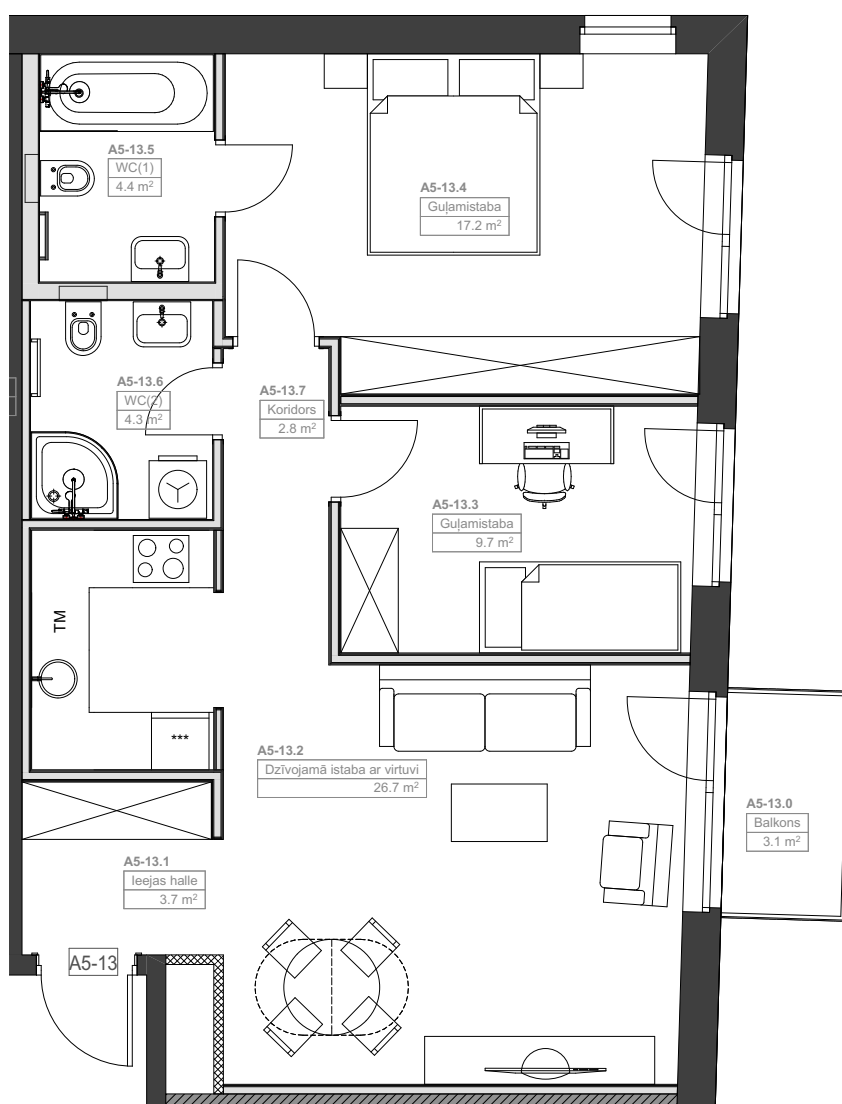 A5-13.5
WC(1)
4.4 m²
A5-13.4
Guļamistaba
17.2 m²
A5-13.6
WC(2)
4.3 m²
A5-13.7
Koridors
2.8 m²
A5-13.3
Guļamistaba
9.7 m²
TM
***
A5-13.2
Dzīvojamā istaba ar virtuvi
26.7 m²
A5-13.0
Balkons
3.1 m²
A5-13.1
Ieejas halle
3.7 m²
A5-13